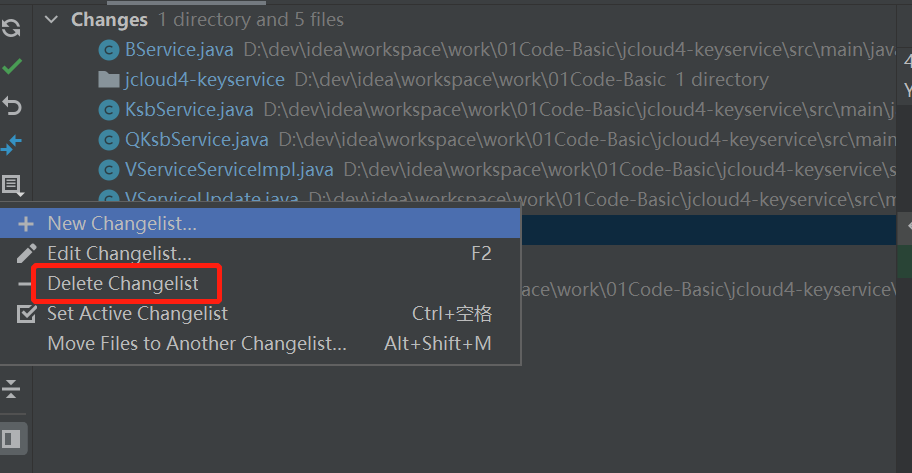 Changes 1 directory and 5 files
BService.java D:\dev\idea\workspace\work\01Code-Basic\jcloud4-keyservice\src\main\java
jcloud4-keyservice D:\dev\idea\workspace\work\01Code-Basic 1 directory
KsbService.java D:\dev\idea\workspace\work\01Code-Basic\jcloud4-keyservice\src\main\j
QKsbService.java D:\dev\idea\workspace\work\01Code-Basic\jcloud4-keyservice\src\main
VServiceServiceImpl.java D:\dev\idea\workspace\work\01Code-Basic\jcloud4-keyservice\s
VServiceUpdate.java D:\dev\idea\workspace\work\01Code-Basic\jcloud4-keyservice\src\m
New Changelist...
Edit Changelist... F2
Delete Changelist
ace\work\01Code-Basic\jcloud4-keyservice\
Set Active Changelist Ctrl+空格
Move Files to Another Changelist... Alt+Shift+M